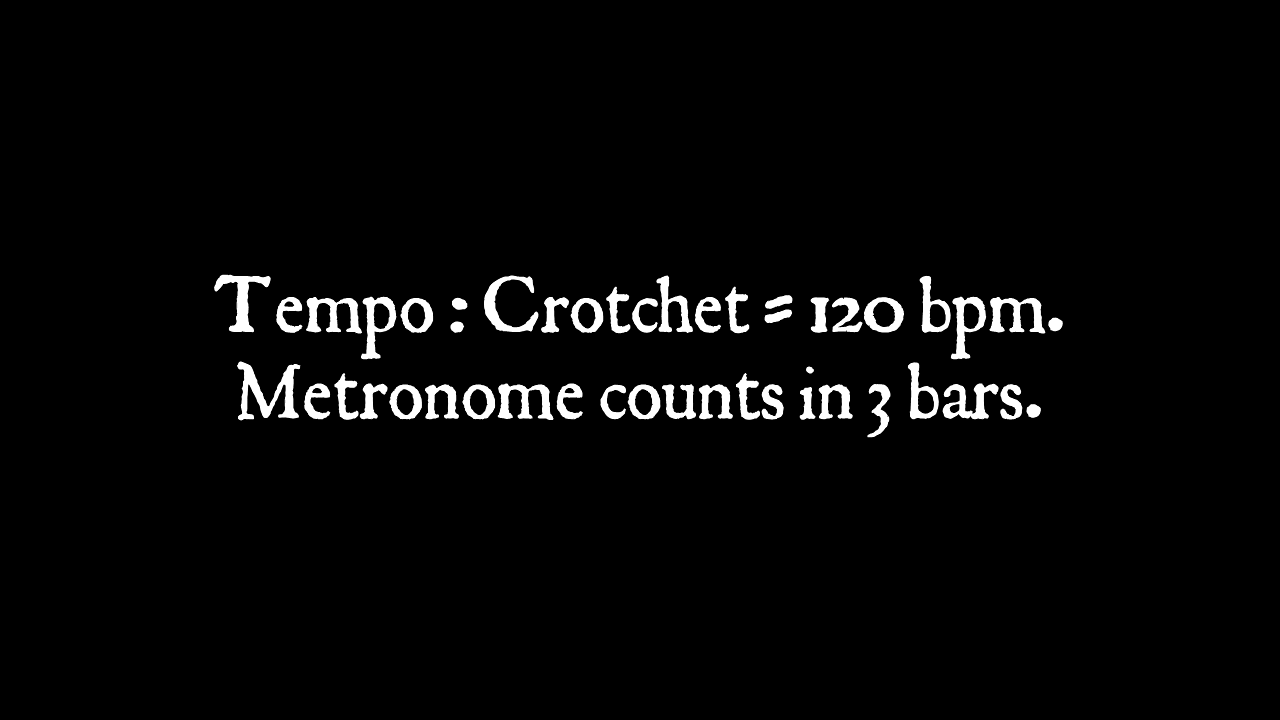 Tempo : Crotchet = 120 bpm.
Metronome counts in 3 bars.